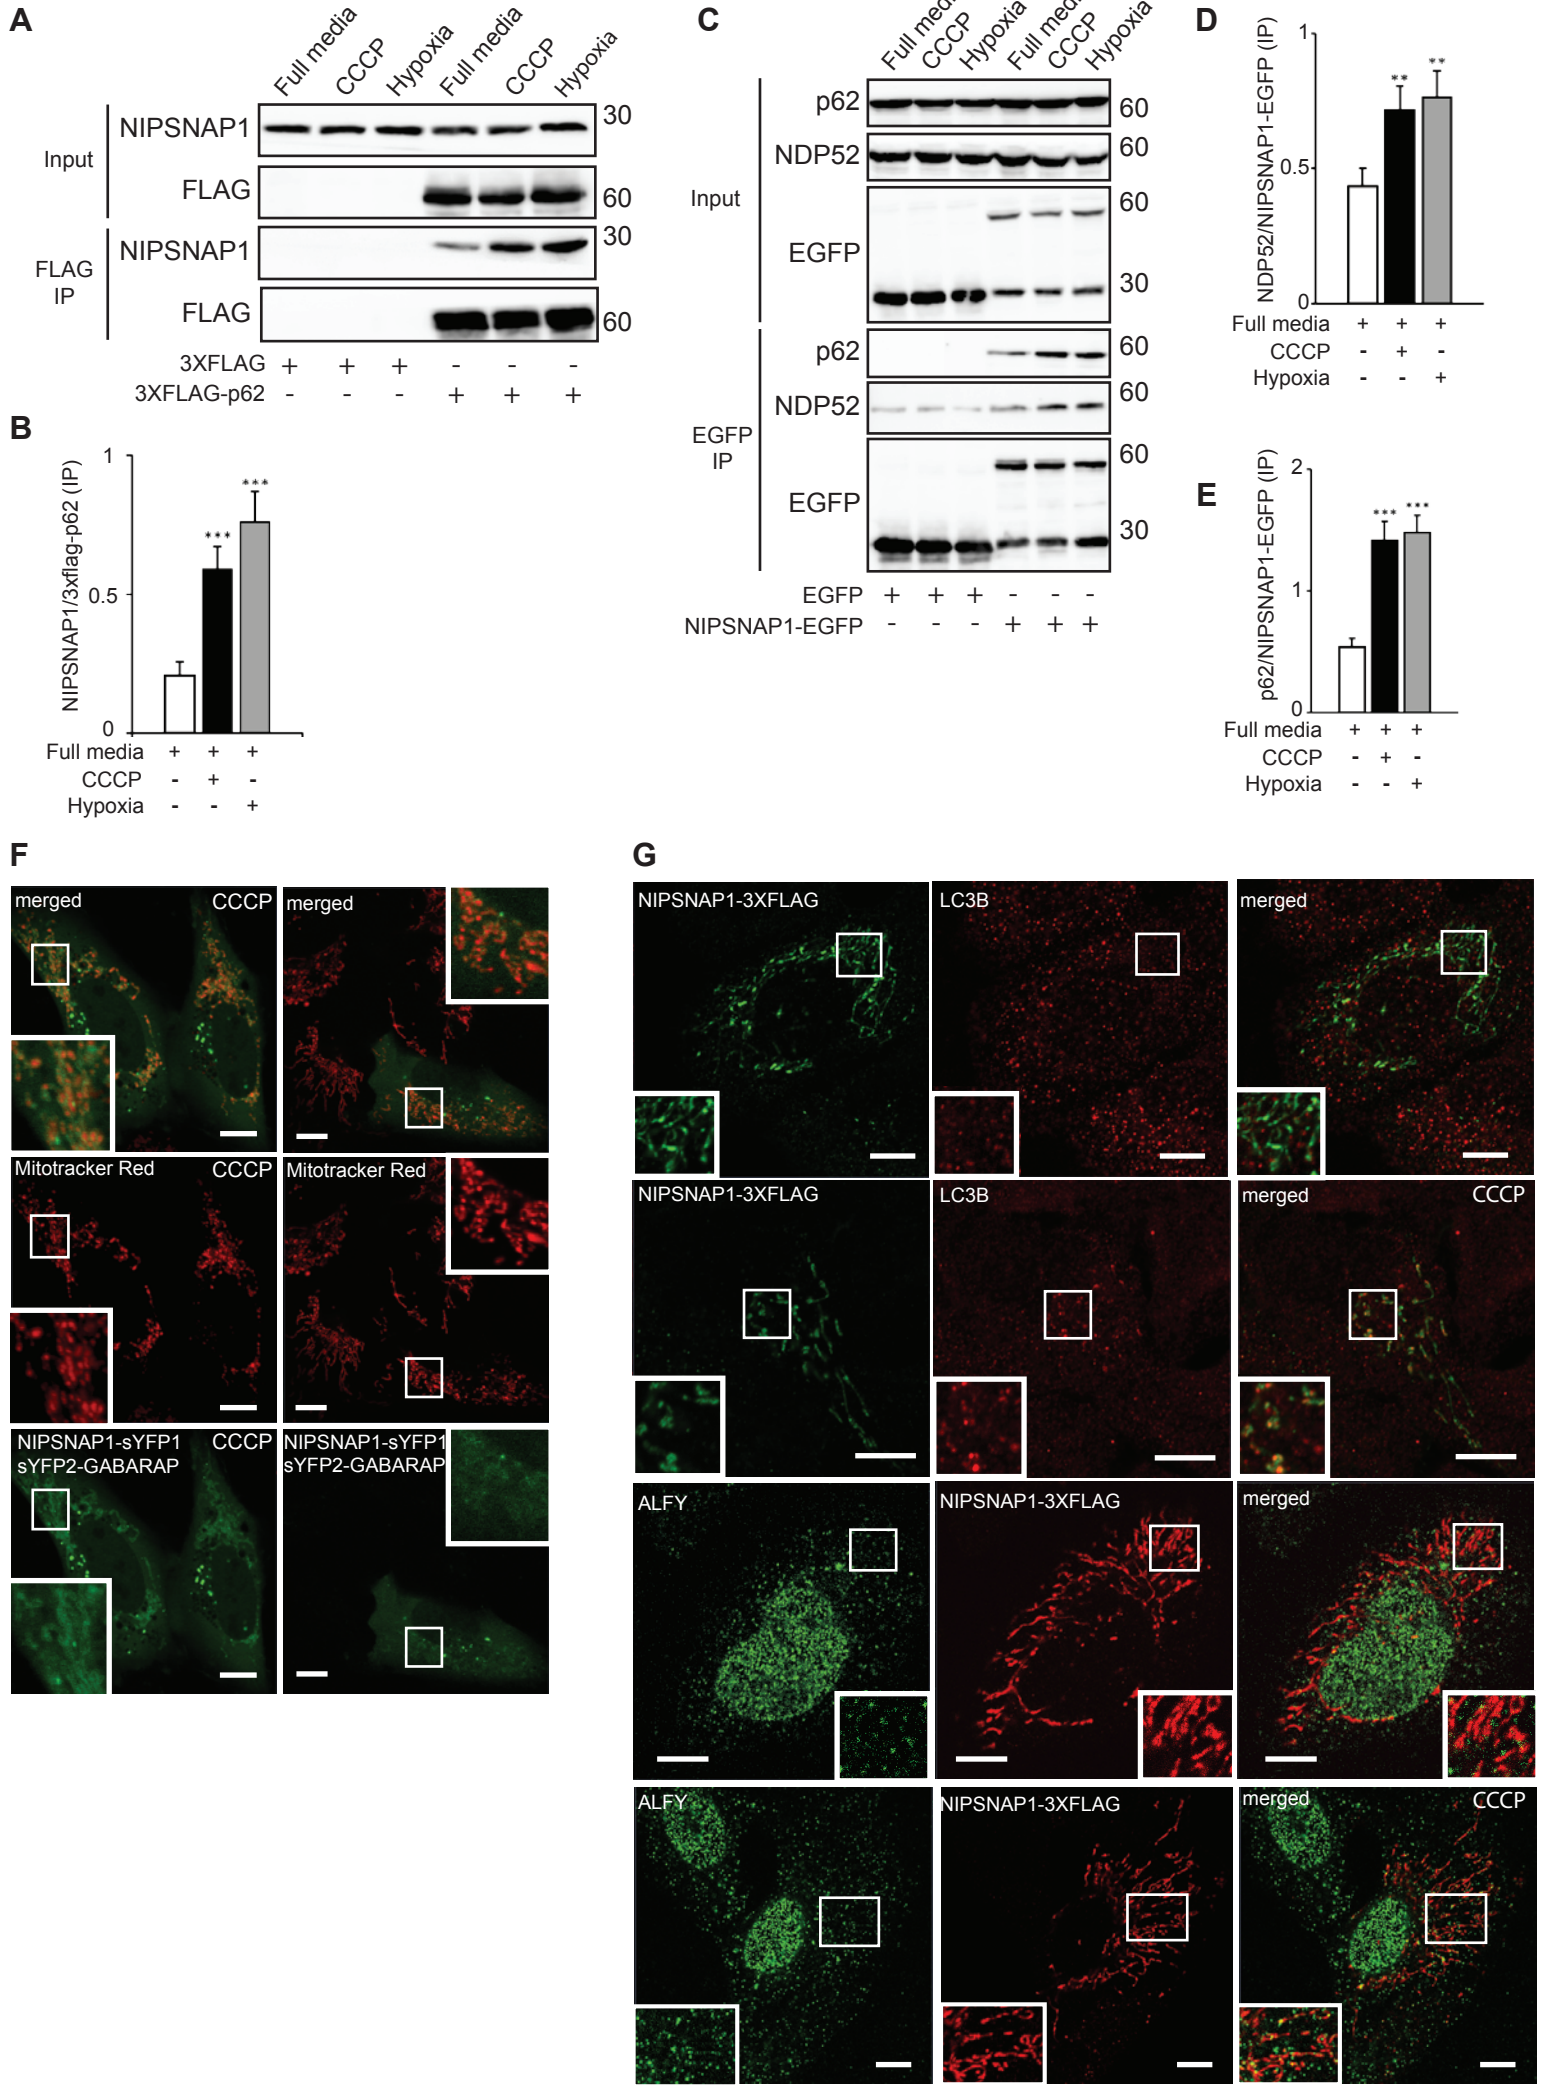 A
Full media
CCCP
Hypoxia
Full media
CCCP
Hypoxia
Input
NIPSNAP1
30
FLAG
60
FLAG
IP
NIPSNAP1
30
FLAG
60
3XFLAG + + + - - -
3XFLAG-p62 - - - + + +
B
NIPSNAP1/3xflag-p62 (IP)
1
0.5
0
***
***
Full media + + +
CCCP - + -
Hypoxia - - +
C
Full medi
CCCP
Hypoxia
Full med
CCCP
Hypoxia
Input
p62
60
NDP52
60
EGFP
60
30
EGFP
IP
p62
60
NDP52
60
EGFP
60
30
EGFP + + + - - -
NIPSNAP1-EGFP - - - + + +
D
NDP52/NIPSNAP1-EGFP (IP)
1
0.5
0
**
**
Full media + + +
CCCP - + -
Hypoxia - - +
E
p62/NIPSNAP1-EGFP (IP)
2
1
0
***
***
Full media + + +
CCCP - + -
Hypoxia - - +
F
merged CCCP
merged
Mitotracker Red CCCP
Mitotracker Red
NIPSNAP1-sYFP1 CCCP
sYFP2-GABARAP
NIPSNAP1-sYFP1
sYFP2-GABARAP
G
NIPSNAP1-3XFLAG
LC3B
merged
NIPSNAP1-3XFLAG
LC3B
merged CCCP
ALFY
NIPSNAP1-3XFLAG
merged
ALFY
NIPSNAP1-3XFLAG
merged CCCP